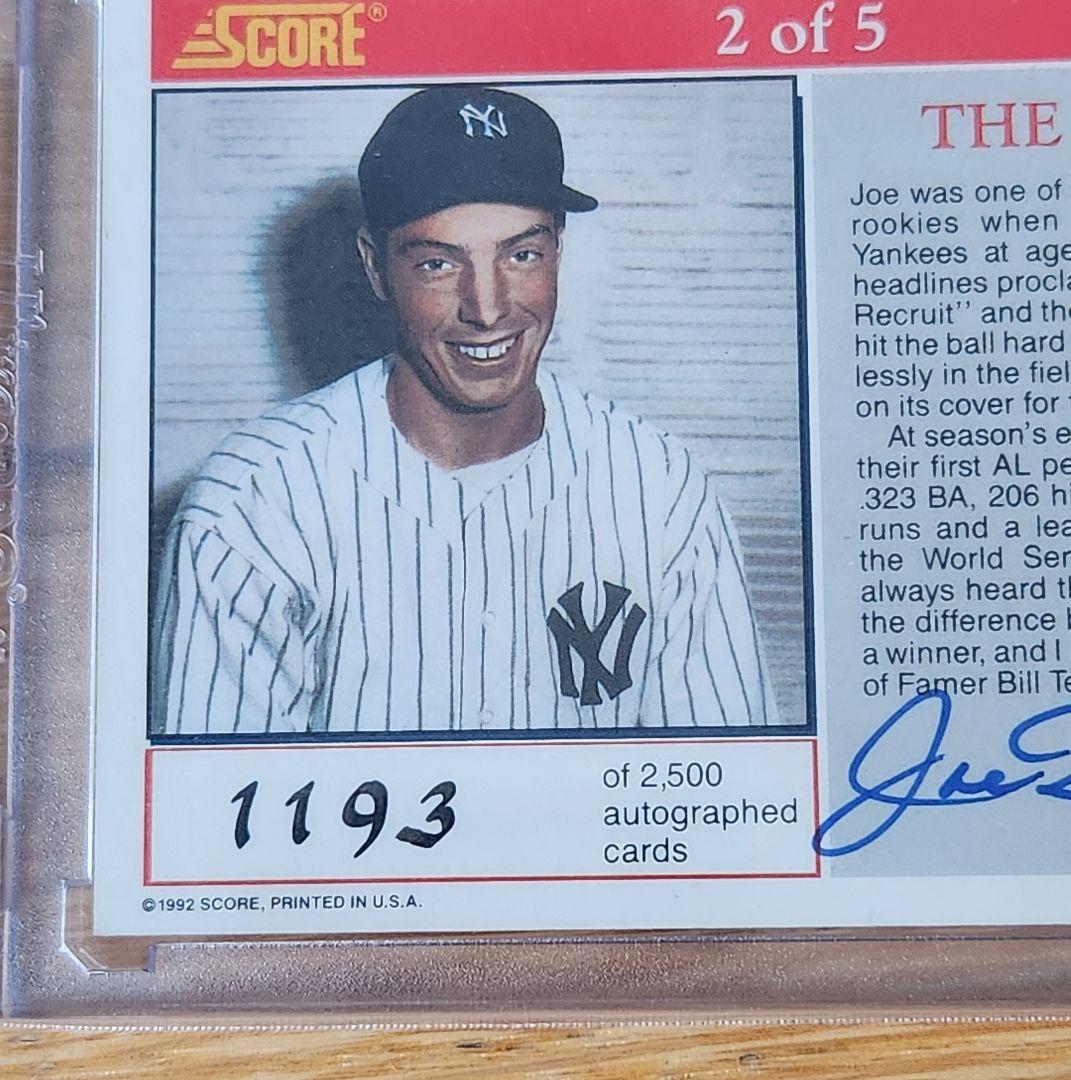 SCORE®
2 of 5
NY
THE
Joe was one of
rookies when
Yankees at age
headlines procla
Recruit" and the
hit the ball hard
lessly in the fiel
on its cover for
At season's e
their first AL pe
.323 BA, 206 hi
runs and a lea
the World Ser
always heard th
the difference b
a winner, and I
of Famer Bill Te
NY
Joe
1193
of 2,500
autographed
cards
©1992 SCORE, PRINTED IN U.S.A.